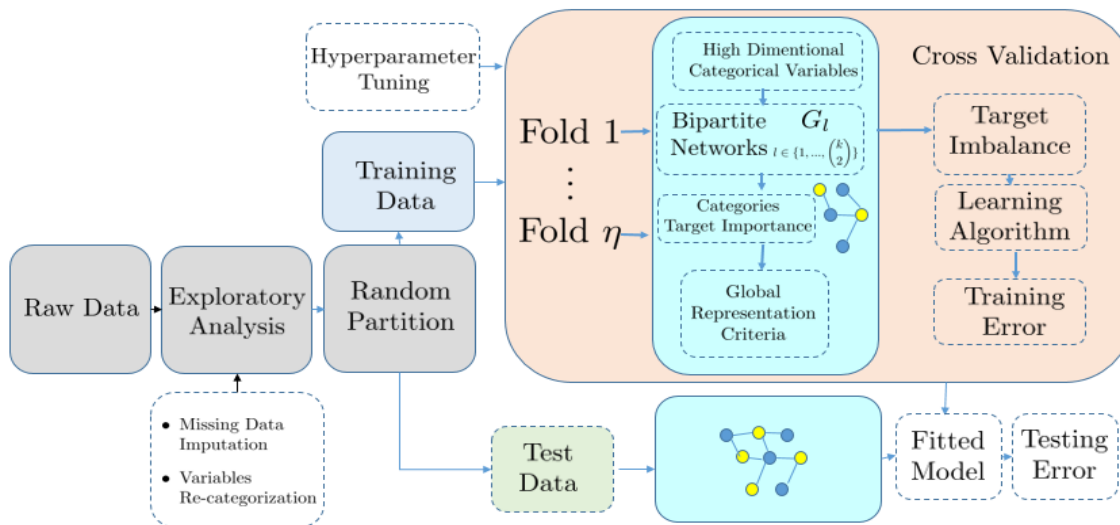 Hyperparameter
Tuning
High Dimentional
Categorical Variables
Cross Validation
Fold 1
⋮
Fold η
Bipartite G_l
Networks l ∈ {1, ..., (k 2)}
Categories
Target Importance
Global
Representation
Criteria
Target
Imbalance
Learning
Algorithm
Training
Error
Training
Data
Raw Data
Exploratory
Analysis
Random
Partition
• Missing Data
Imputation
• Variables
Re-categorization
Test
Data
Fitted
Model
Testing
Error